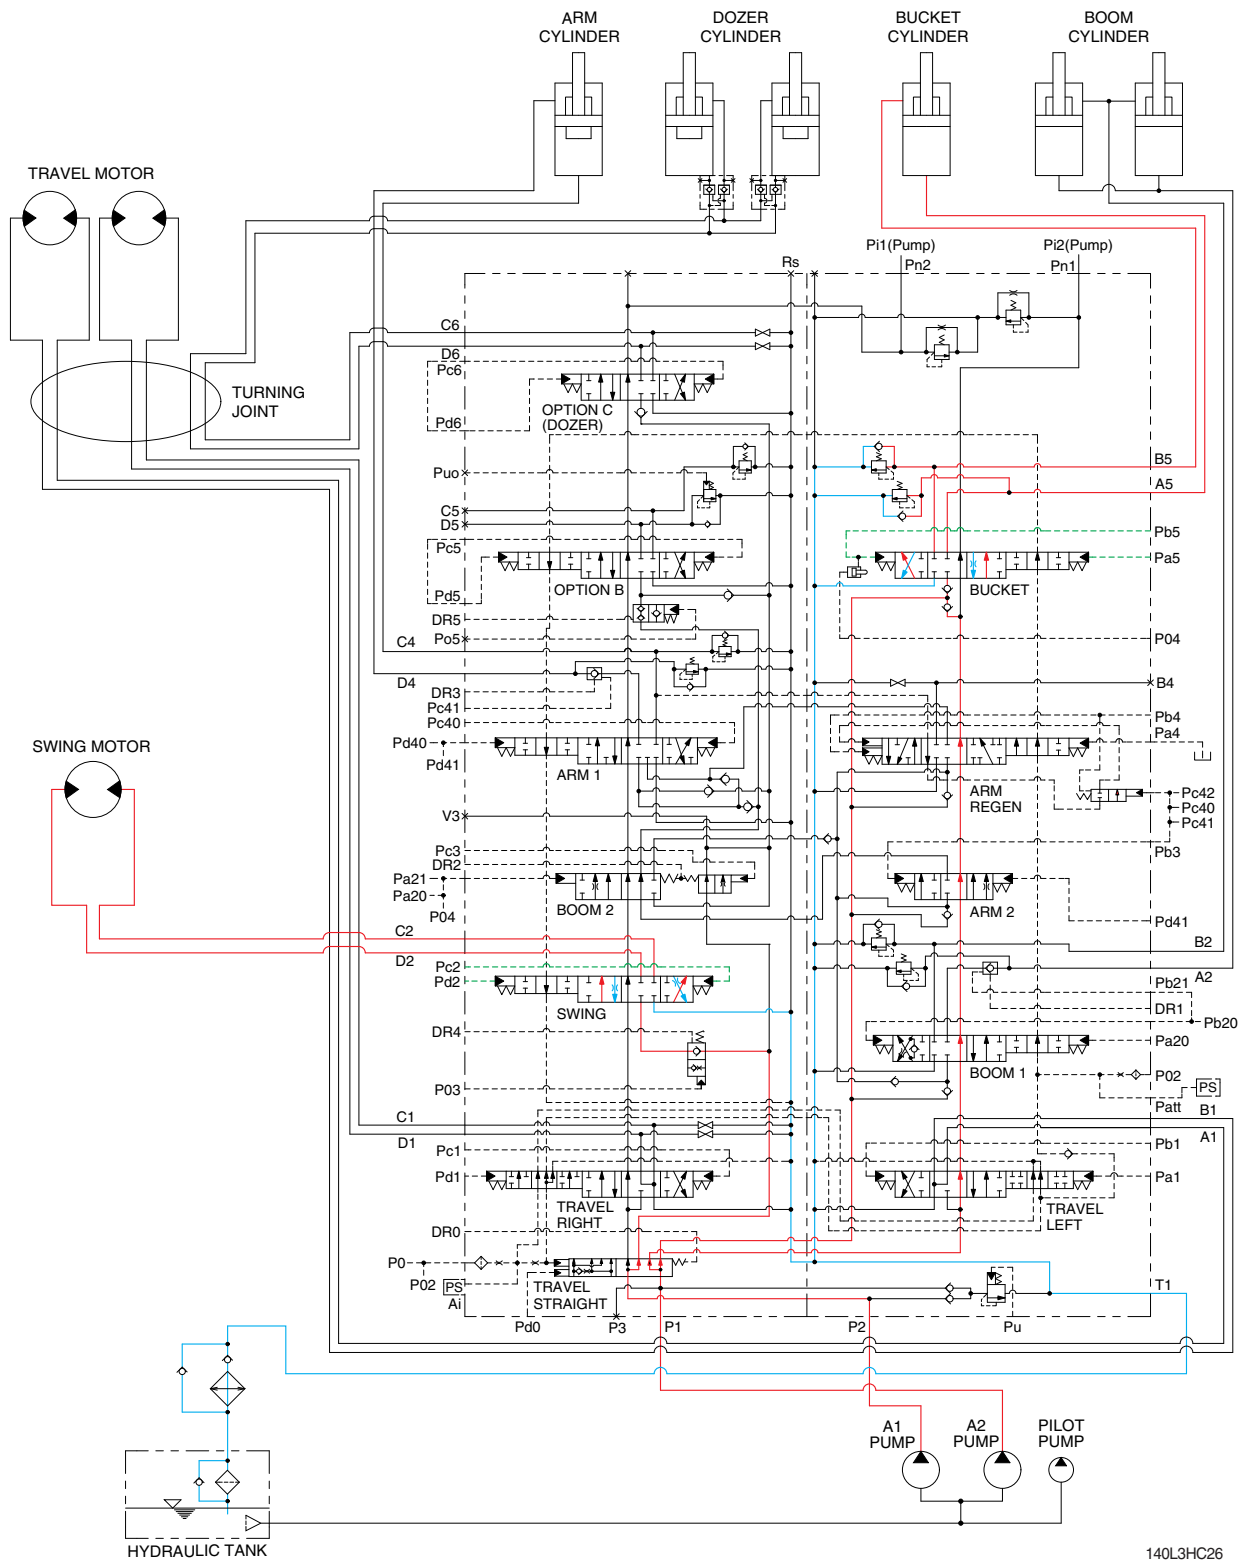 ARM
CYLINDER
DOZER
CYLINDER
BUCKET
CYLINDER
BOOM
CYLINDER
TRAVEL MOTOR
TURNING
JOINT
SWING MOTOR
Rs
Pi1(Pump)
Pn2
Pi2(Pump)
Pn1
C6
D6
Pc6
Pd6
OPTION C
(DOZER)
Puo
C5
D5
Pc5
Pd5
OPTION B
DR5
Po5
C4
D4
DR3
Pc41
Pc40
Pd40
Pd41
ARM 1
V3
Pc3
DR2
Pa21
Pa20
P04
BOOM 2
C2
D2
Pc2
Pd2
SWING
DR4
P03
C1
D1
Pc1
Pd1
TRAVEL
RIGHT
DR0
P0
P02
PS
Ai
TRAVEL
STRAIGHT
Pd0
P3
P1
P2
Pu
B5
A5
Pb5
Pa5
BUCKET
P04
B4
Pb4
Pa4
ARM
REGEN
Pc42
Pc40
Pc41
Pb3
ARM 2
Pd41
B2
A2
Pb21
DR1
Pb20
Pa20
BOOM 1
P02
PS
Patt
B1
A1
Pb1
Pa1
TRAVEL
LEFT
T1
A1
PUMP
A2
PUMP
PILOT
PUMP
HYDRAULIC TANK
140L3HC26